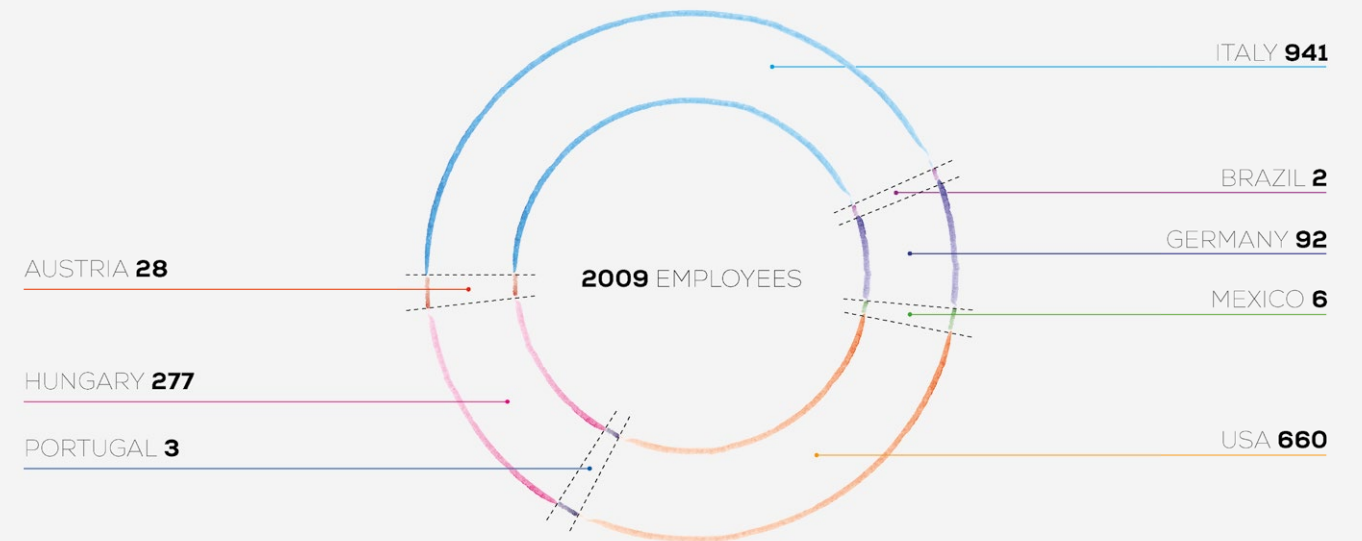 ITALY 941
BRAZIL 2
GERMANY 92
MEXICO 6
USA 660
2009 EMPLOYEES
AUSTRIA 28
HUNGARY 277
PORTUGAL 3